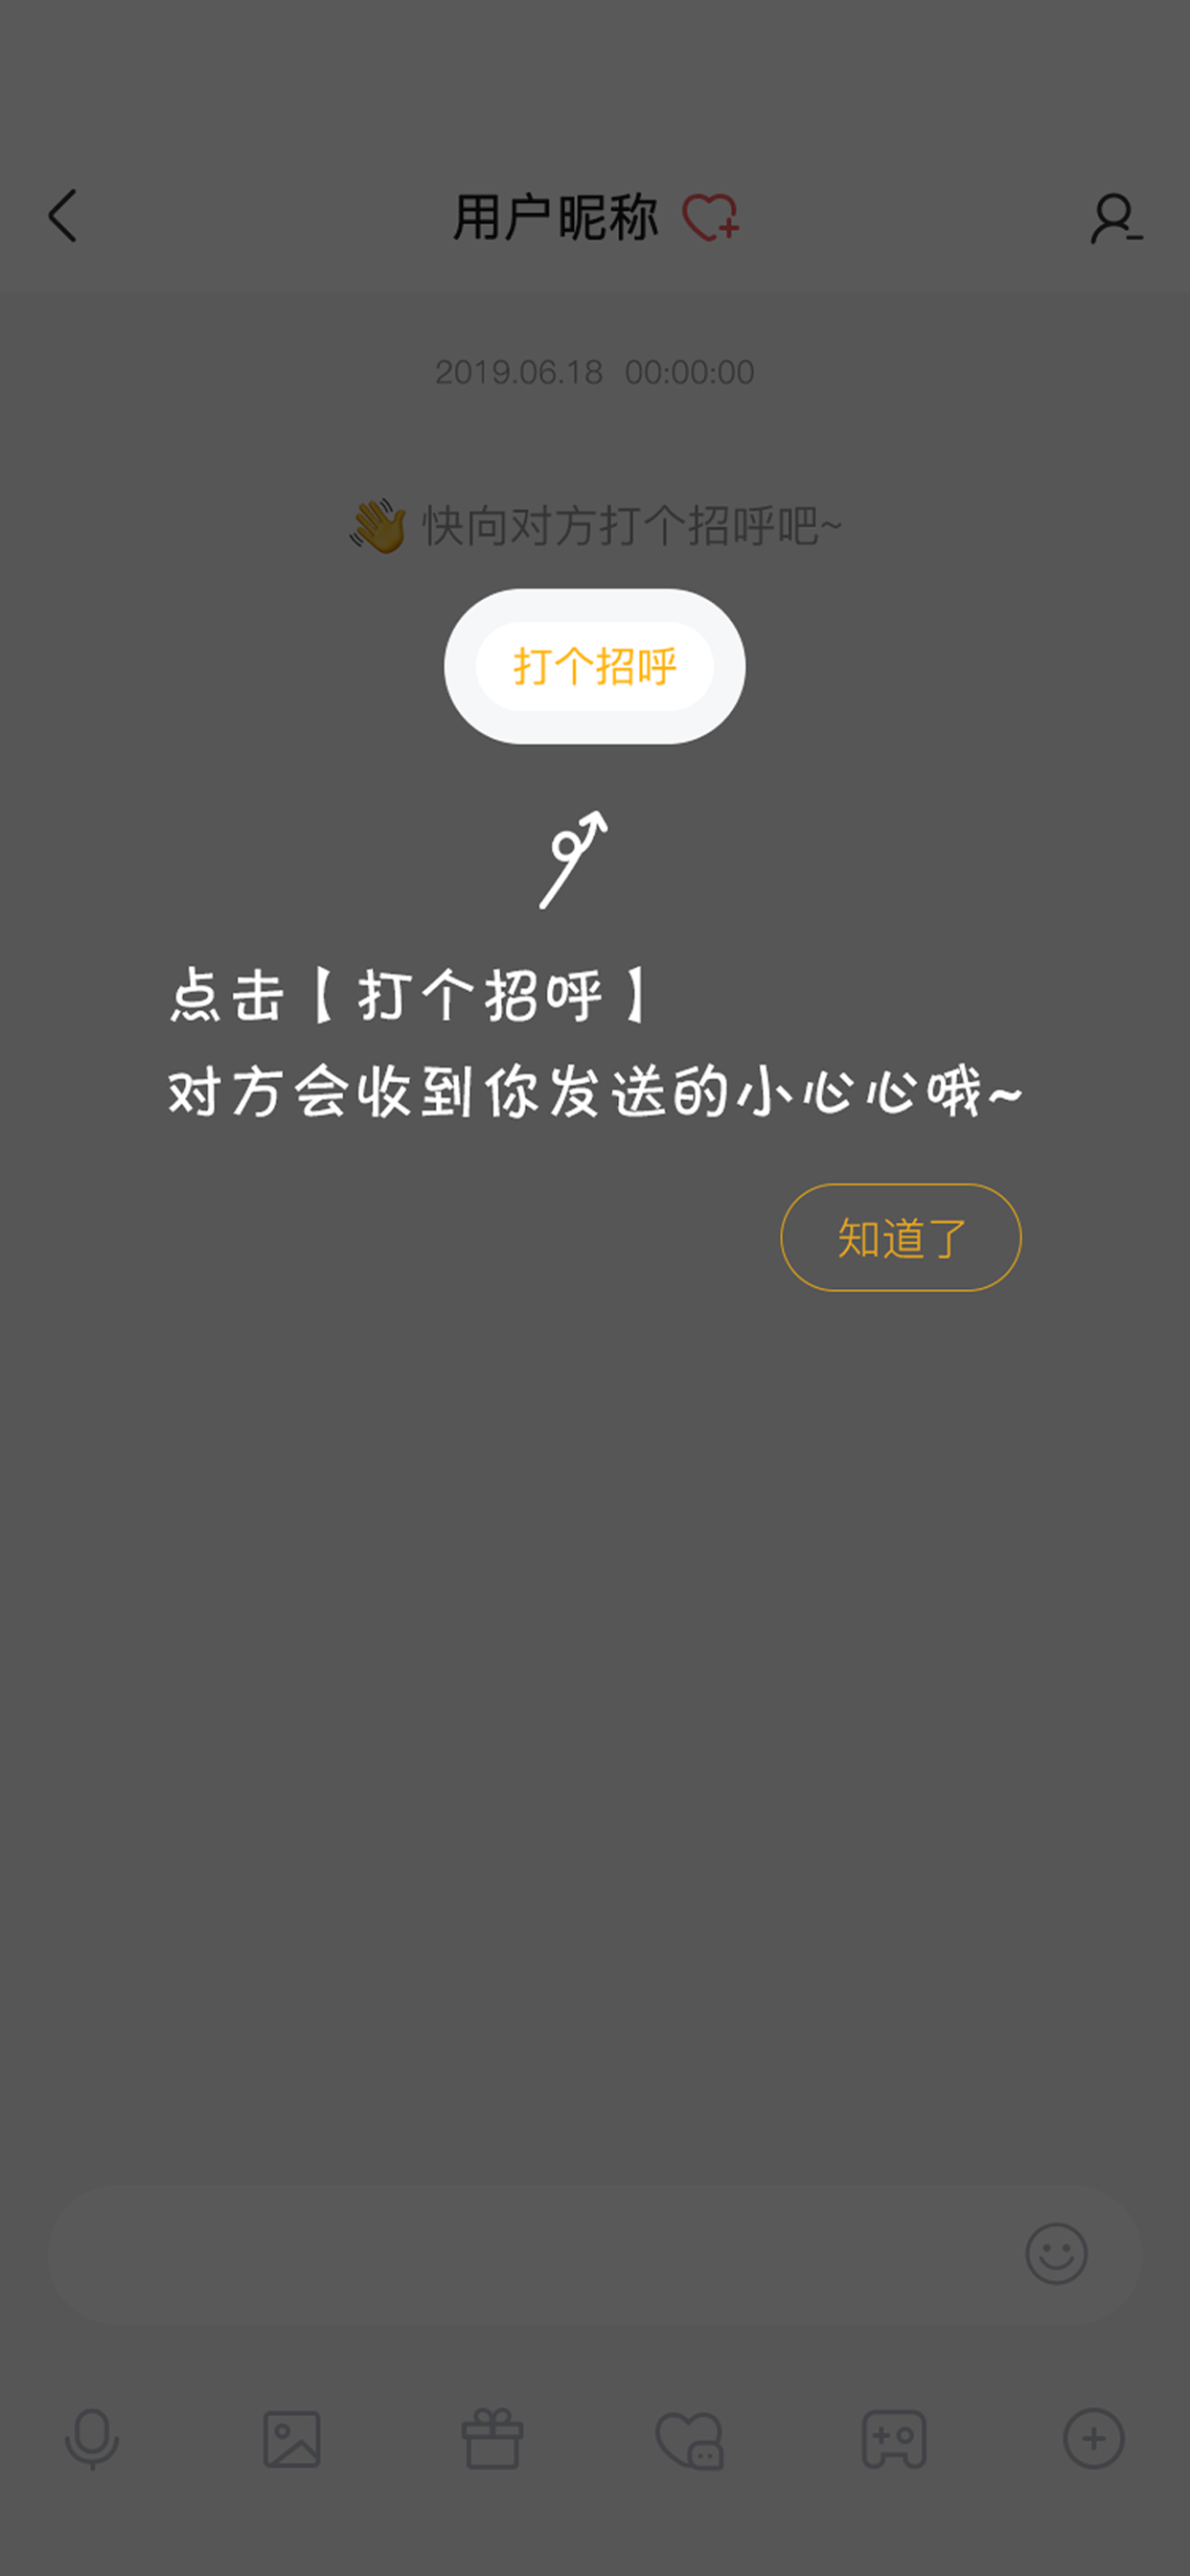 用户昵称
2019.06.18 00:00:00
快向对方打个招呼吧~
打个招呼
点击【打个招呼】
对方会收到你发送的小心心哦~
知道了